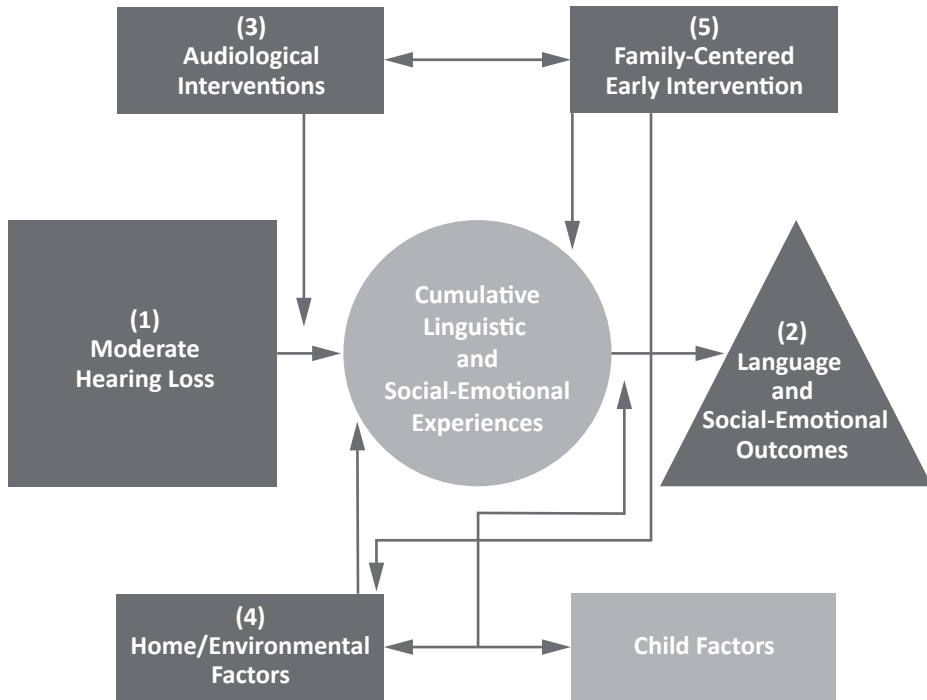 (3)
Audiological
Interventions
(5)
Family-Centered
Early Intervention
(1)
Moderate
Hearing Loss
Cumulative
Linguistic
and
Social-Emotional
Experiences
(2)
Language
and
Social-Emotional
Outcomes
(4)
Home/Environmental
Factors
Child Factors